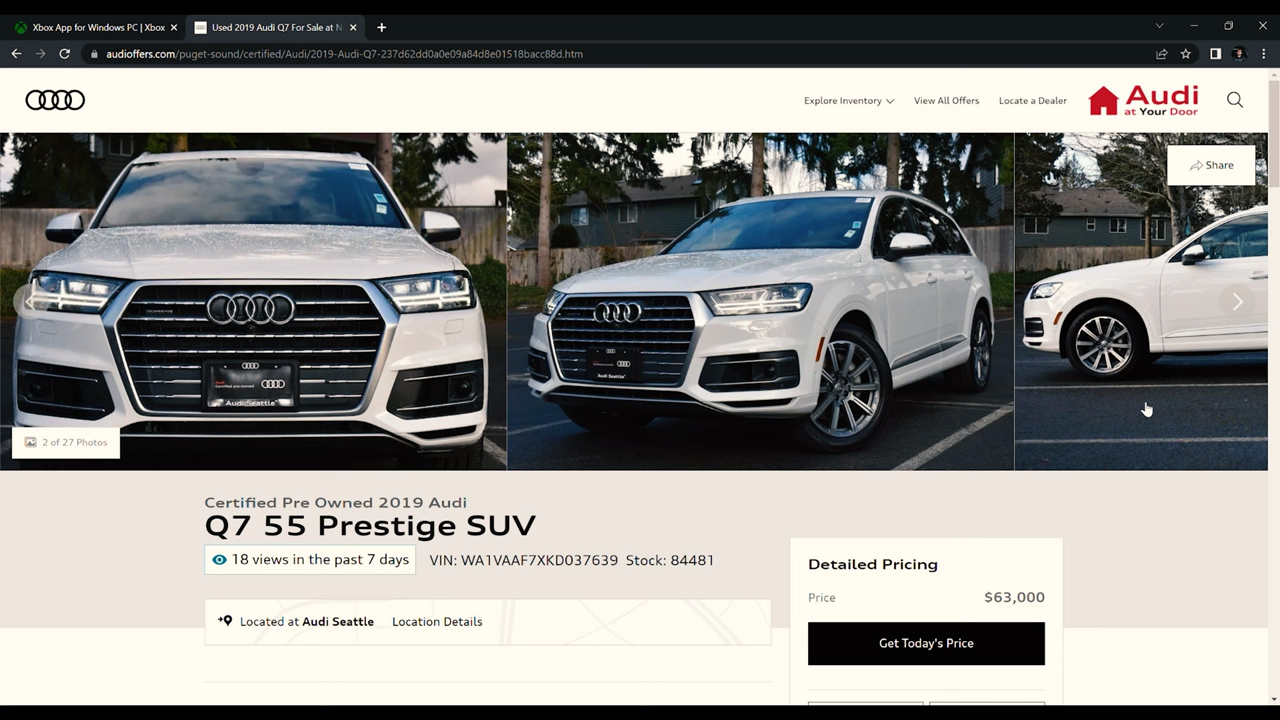 Xbox App for Windows PC | Xbox
Used 2019 Audi Q7 For Sale at N
audioffers.com/puget-sound/certified/Audi/2019-Audi-Q7-237d62dd0a0e09a84d8e01518bacc88d.htm
Explore Inventory
View All Offers
Locate a Dealer
Audi
at Your Door
Share
Audi Seattle
2 of 27 Photos
Certified Pre Owned 2019 Audi
Q7 55 Prestige SUV
18 views in the past 7 days
VIN: WA1VAAF7XKD037639 Stock: 84481
Located at Audi Seattle
Location Details
Detailed Pricing
Price
$63,000
Get Today's Price